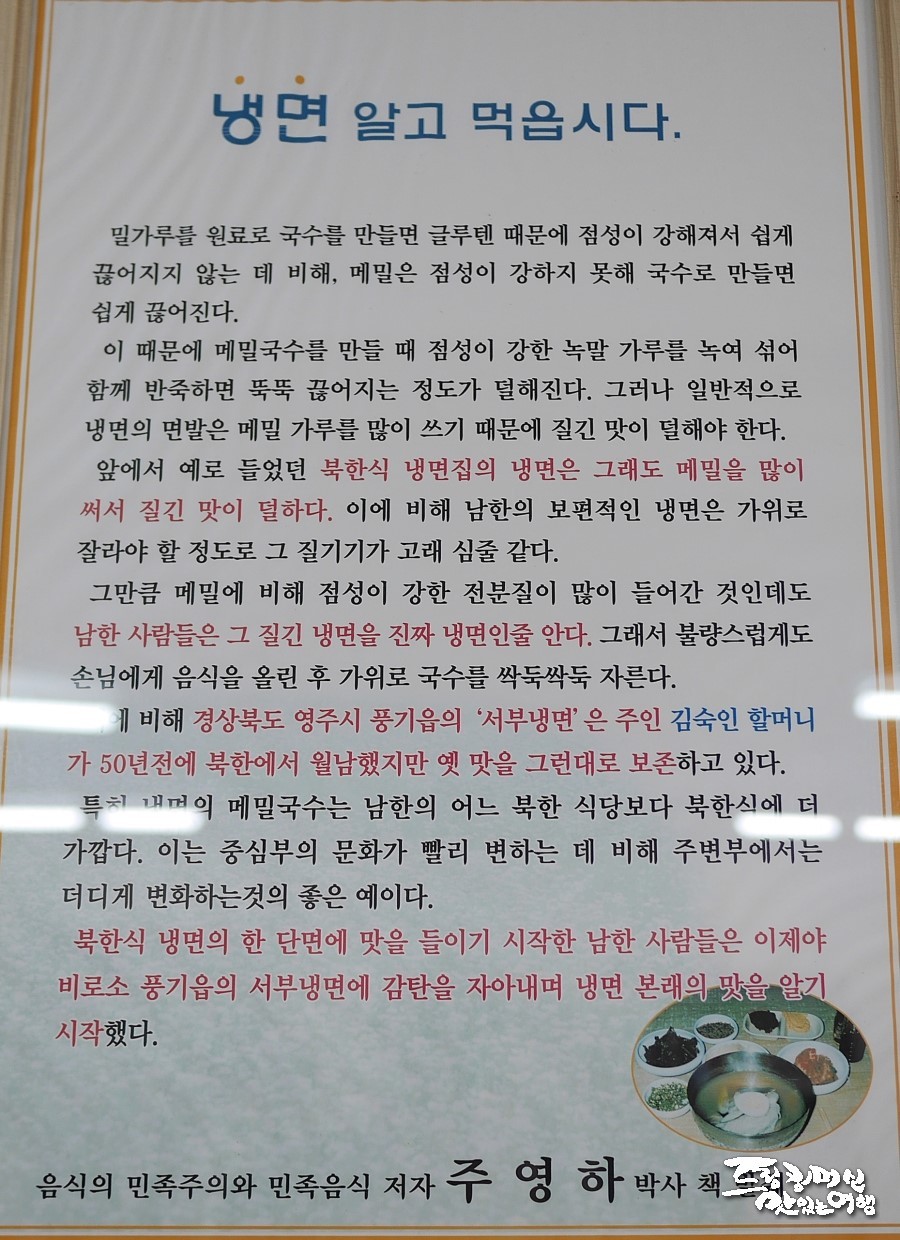 냉면 알고 먹읍시다.
밀가루를 원료로 국수를 만들면 글루텐 때문에 점성이 강해져서 쉽게
끊어지지 않는 데 비해, 메밀은 점성이 강하지 못해 국수로 만들면
쉽게 끊어진다.
이 때문에 메밀국수를 만들 때 점성이 강한 녹말 가루를 녹여 섞어
함께 반죽하면 뚝뚝 끊어지는 정도가 덜해진다. 그러나 일반적으로
냉면의 면발은 메밀 가루를 많이 쓰기 때문에 질긴 맛이 덜해야 한다.
앞에서 예로 들었던 북한식 냉면집의 냉면은 그래도 메밀을 많이
써서 질긴 맛이 덜하다. 이에 비해 남한의 보편적인 냉면은 가위로
잘라야 할 정도로 그 질기기가 고래 심줄 같다.
그만큼 메밀에 비해 점성이 강한 전분질이 많이 들어간 것인데도
남한 사람들은 그 질긴 냉면을 진짜 냉면인줄 안다. 그래서 불량스럽게도
손님에게 음식을 올린 후 가위로 국수를 싹둑싹둑 자른다.
비해 경상북도 영주시 풍기읍의 '서부냉면'은 주인 김숙인 할머니
가 50년전에 북한에서 월남했지만 옛 맛을 그런대로 보존하고 있다.
특히 냉면의 메밀국수는 남한의 어느 북한 식당보다 북한식에 더
가깝다. 이는 중심부의 문화가 빨리 변하는 데 비해 주변부에서는
더디게 변화하는것의 좋은 예이다.
북한식 냉면의 한 단면에 맛을 들이기 시작한 남한 사람들은 이제야
비로소 풍기읍의 서부냉면에 감탄을 자아내며 냉면 본래의 맛을 알기
시작했다.
음식의 민족주의와 민족음식 저자 주영하 박사 책
맛있는여행